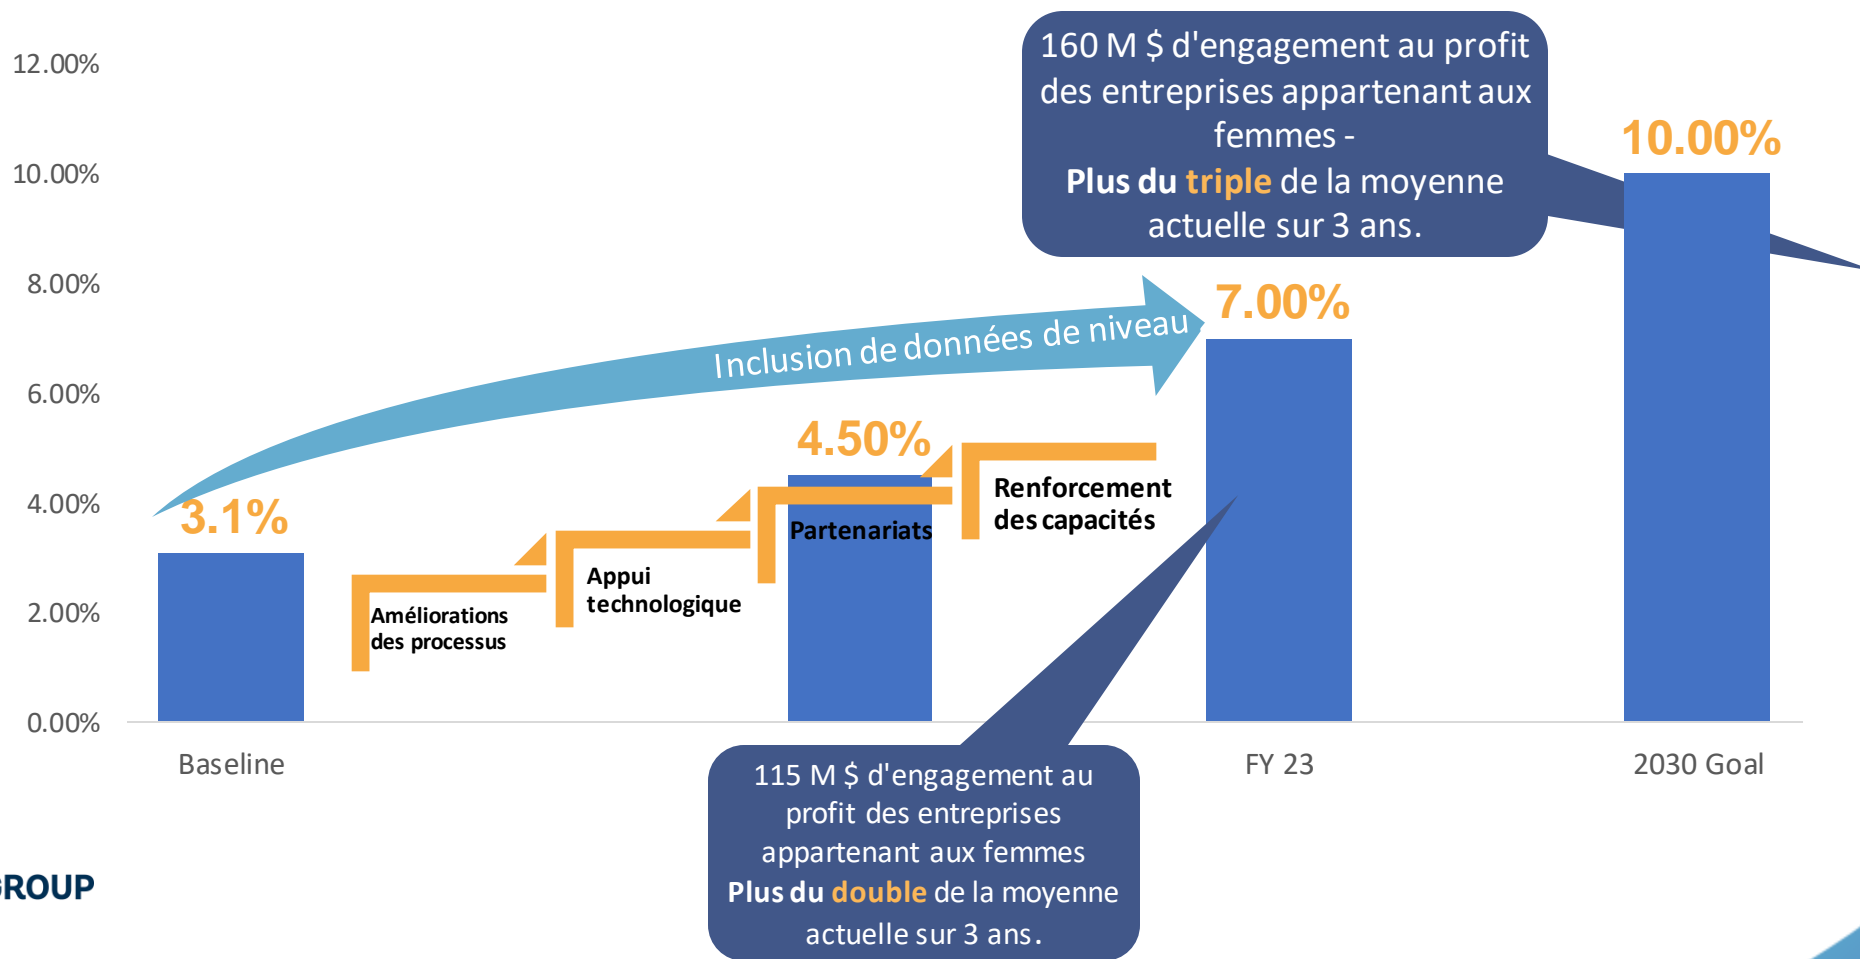 12.00%
10.00%
8.00%
6.00%
4.00%
2.00%
0.00%
160 M $ d'engagement au profit
des entreprises appartenant aux
femmes -
Plus du triple de la moyenne
actuelle sur 3 ans.
10.00%
7.00%
Inclusion de données de niveau
4.50%
3.1%
Renforcement
des capacités
Partenariats
Appui
technologique
Améliorations
des processus
Baseline
FY 23
2030 Goal
115 M $ d'engagement au
profit des entreprises
appartenant aux femmes
Plus du double de la moyenne
actuelle sur 3 ans.
GROUP